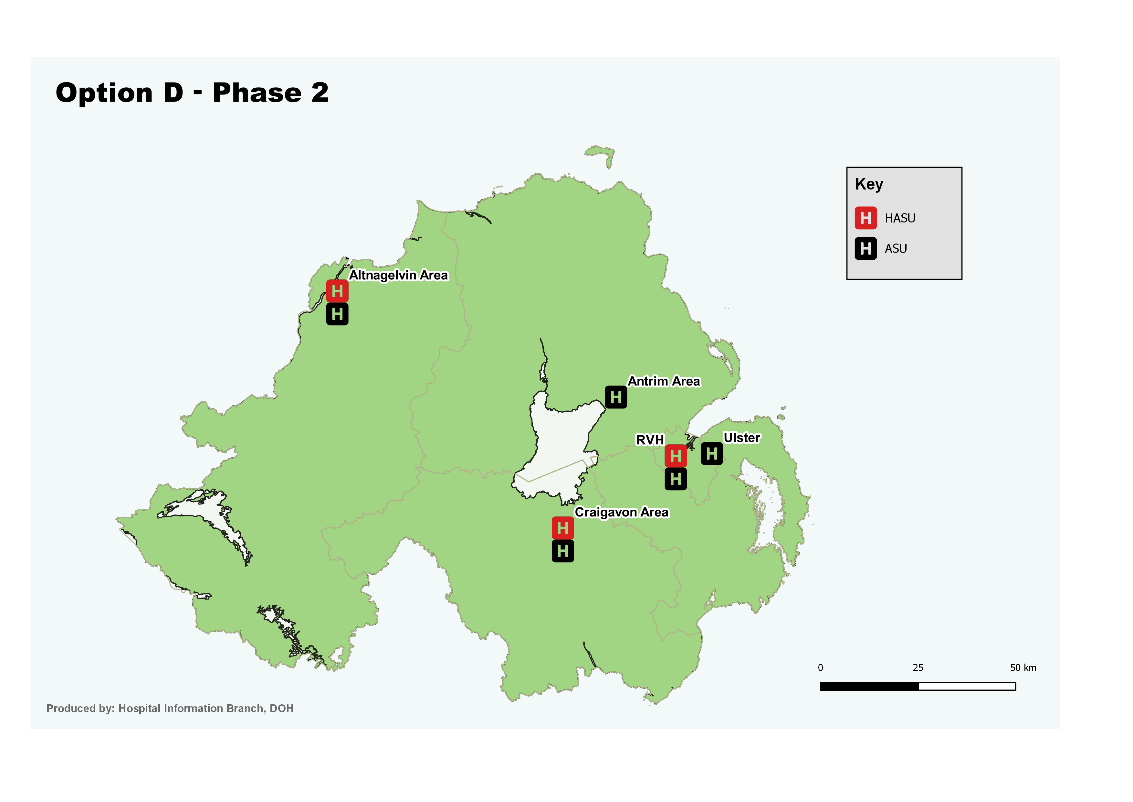 Option D - Phase 2
Key
H HASU
H ASU
Altnagelvin Area
H
H
Antrim Area
H
RVH
H
H
Ulster
H
Craigavon Area
H
H
0 25 50 km
Produced by: Hospital Information Branch, DOH